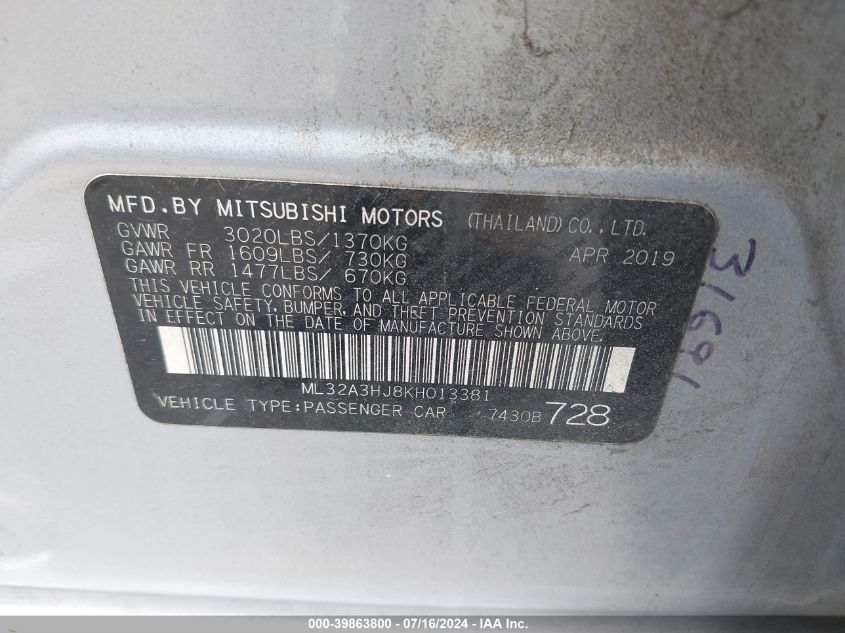 MFD.BY MITSUBISHI MOTORS (THAILAND) CO., LTD.
GVWR 3020LBS/1370KG
GAWR FR 1609LBS/ 730KG APR 2019
GAWR RR 1477LBS/ 670KG
THIS VEHICLE CONFORMS TO ALL APPLICABLE FEDERAL MOTOR
VEHICLE SAFETY, BUMPER, AND THEFT PREVENTION STANDARDS
IN EFFECT ON THE DATE OF MANUFACTURE SHOWN ABOVE.
ML32A3HJ8KH013381
VEHICLE TYPE:PASSENGER CAR 7430B 728
31691
000-39863800 - 07/16/2024 - IAA Inc.